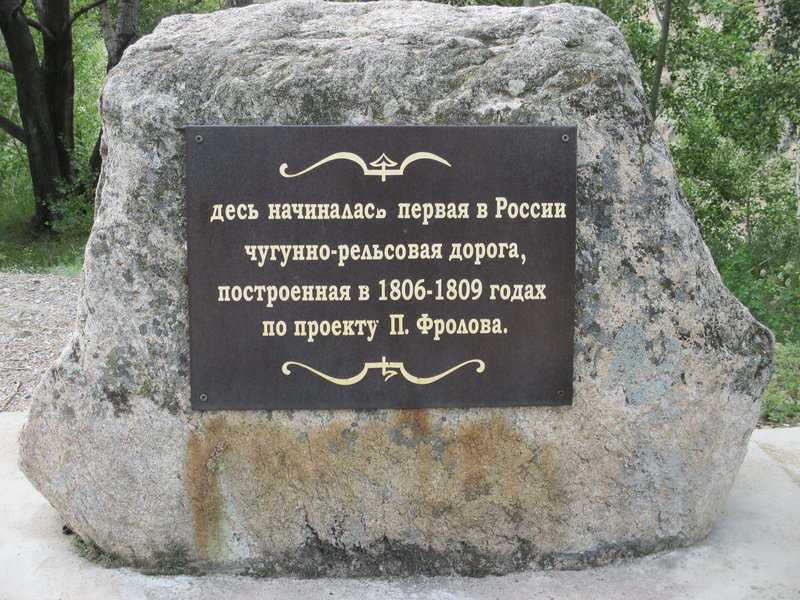 десь начиналась первая в России
чугунно-рельсовая дорога,
построенная в 1806-1809 годах
по проекту П. Фролова.